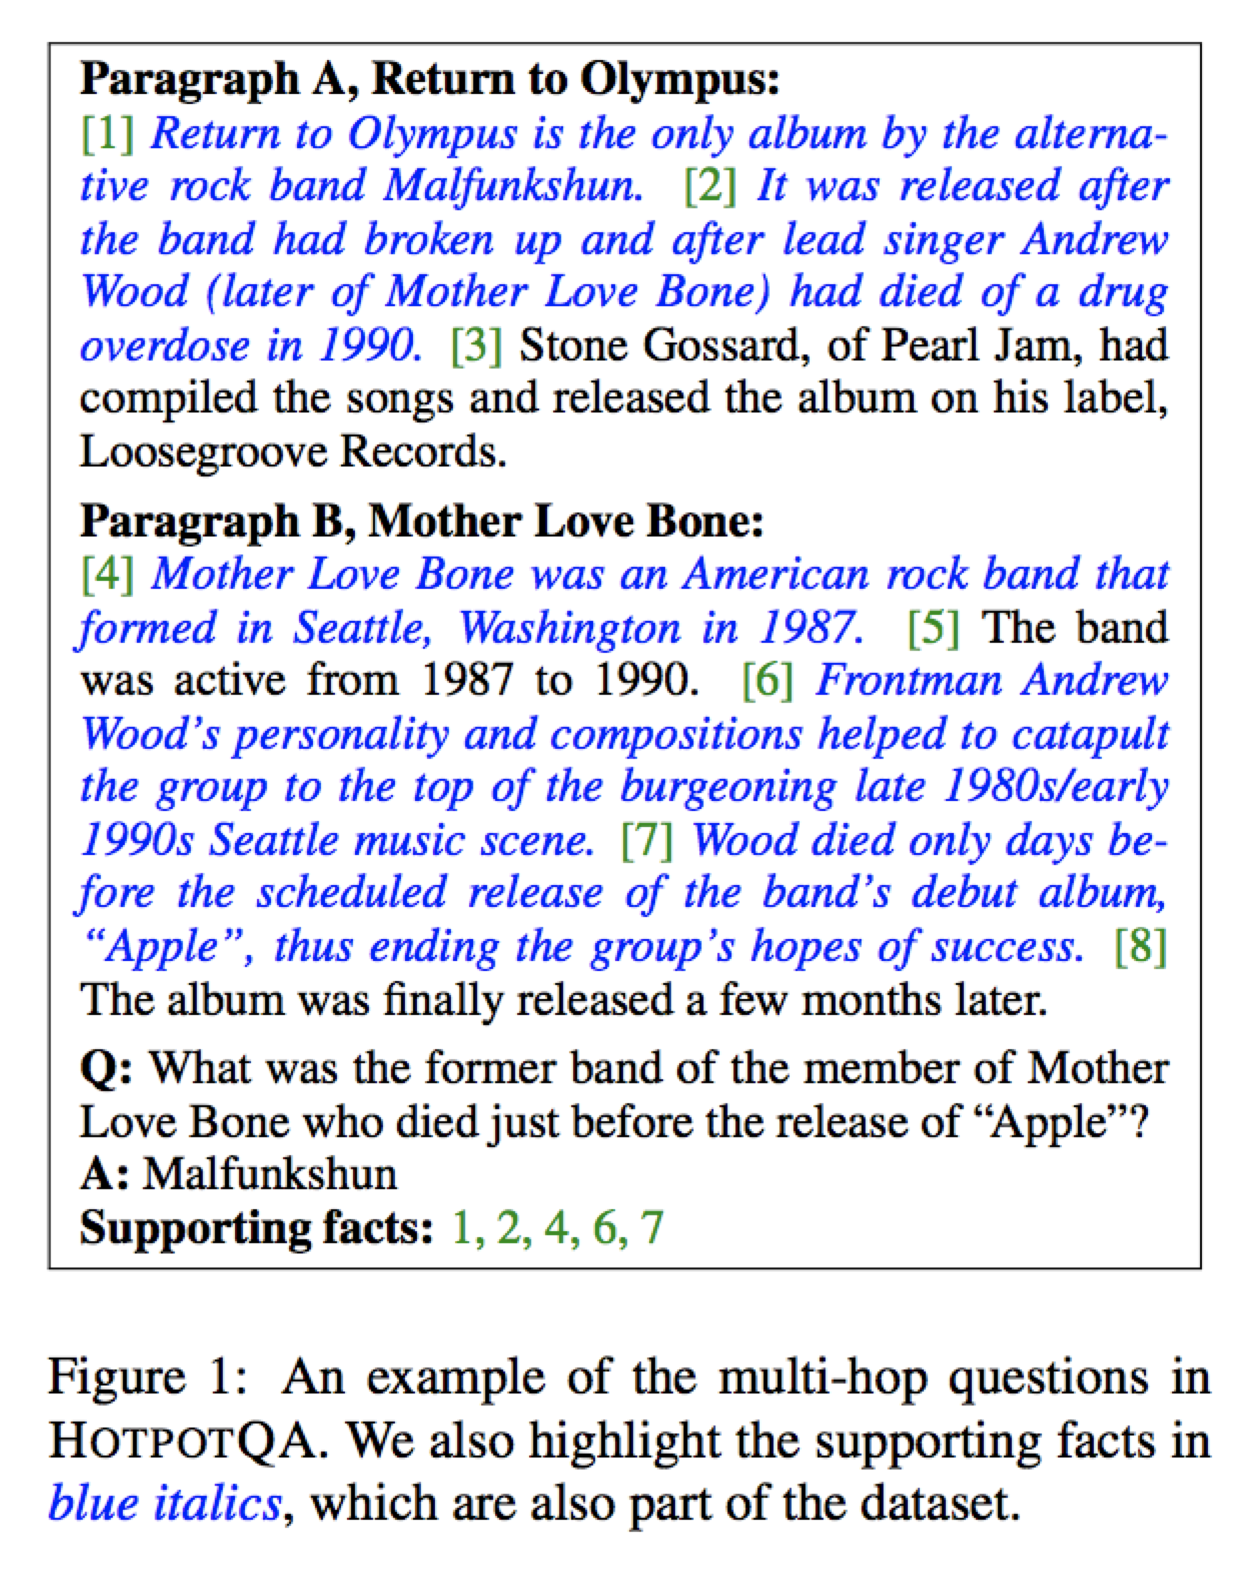 Paragraph A, Return to Olympus:
[1] Return to Olympus is the only album by the alterna-
tive rock band Malfunkshun. [2] It was released after
the band had broken up and after lead singer Andrew
Wood (later of Mother Love Bone) had died of a drug
overdose in 1990. [3] Stone Gossard, of Pearl Jam, had
compiled the songs and released the album on his label,
Loosegroove Records.
Paragraph B, Mother Love Bone:
[4] Mother Love Bone was an American rock band that
formed in Seattle, Washington in 1987. [5] The band
was active from 1987 to 1990. [6] Frontman Andrew
Wood's personality and compositions helped to catapult
the group to the top of the burgeoning late 1980s/early
1990s Seattle music scene. [7] Wood died only days be-
fore the scheduled release of the band's debut album,
“Apple”, thus ending the group's hopes of success. [8]
The album was finally released a few months later.
Q: What was the former band of the member of Mother
Love Bone who died just before the release of “Apple”?
A: Malfunkshun
Supporting facts: 1, 2, 4, 6, 7
Figure 1: An example of the multi-hop questions in
HOTPOTQA. We also highlight the supporting facts in
blue italics, which are also part of the dataset.